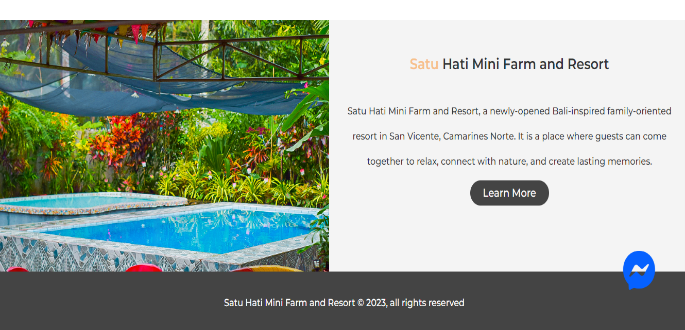 Satu Hati Mini Farm and Resort
Satu Hati Mini Farm and Resort, a newly-opened Bali-inspired family-oriented
resort in San Vicente, Camarines Norte. It is a place where guests can come
together to relax, connect with nature, and create lasting memories.
Learn More
Satu Hati Mini Farm and Resort © 2023, all rights reserved